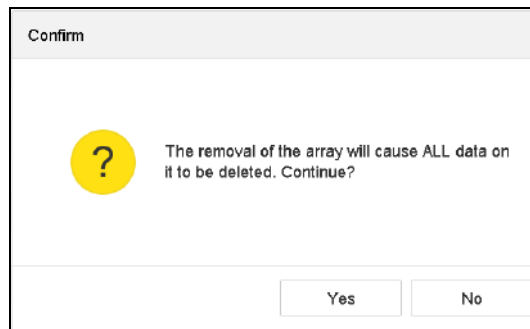 Confirm
?
The removal of the array will cause ALL data on
it to be deleted. Continue?
Yes
No